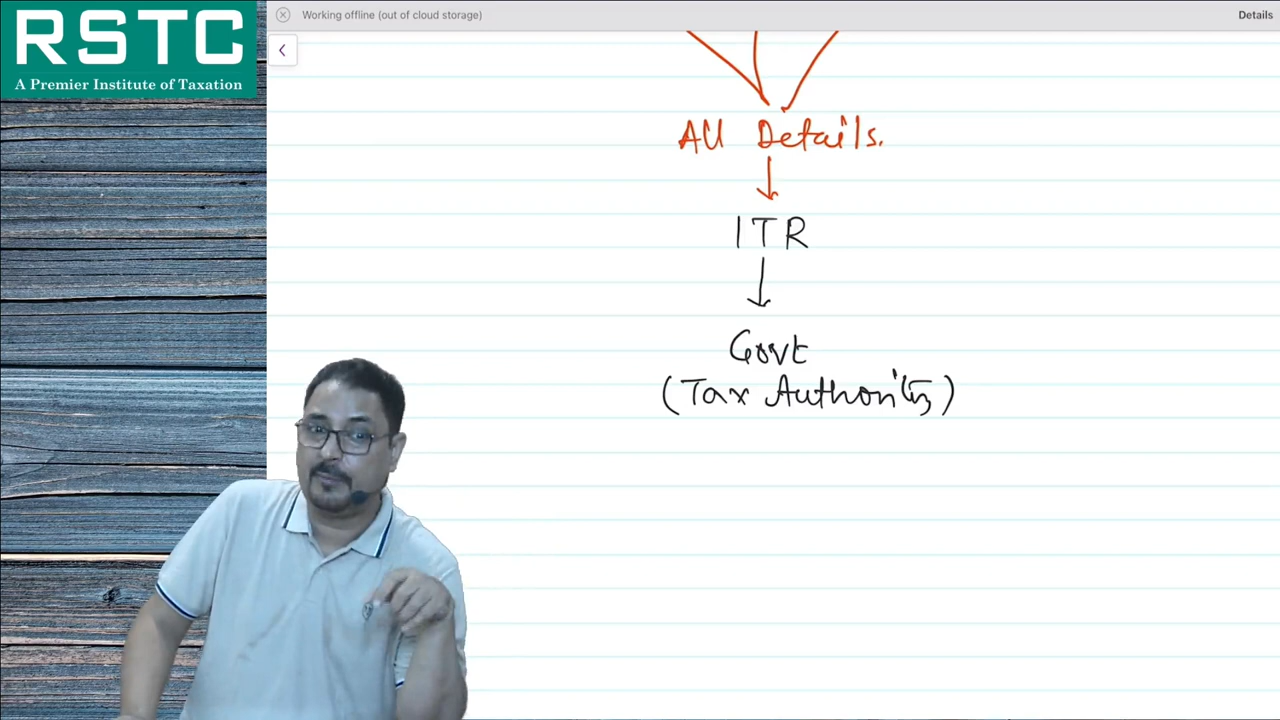 RSTC
A Premier Institute of Taxation
Working offline (out of cloud storage)
Details
All Details.
ITR
Govt
(Tax Authority)